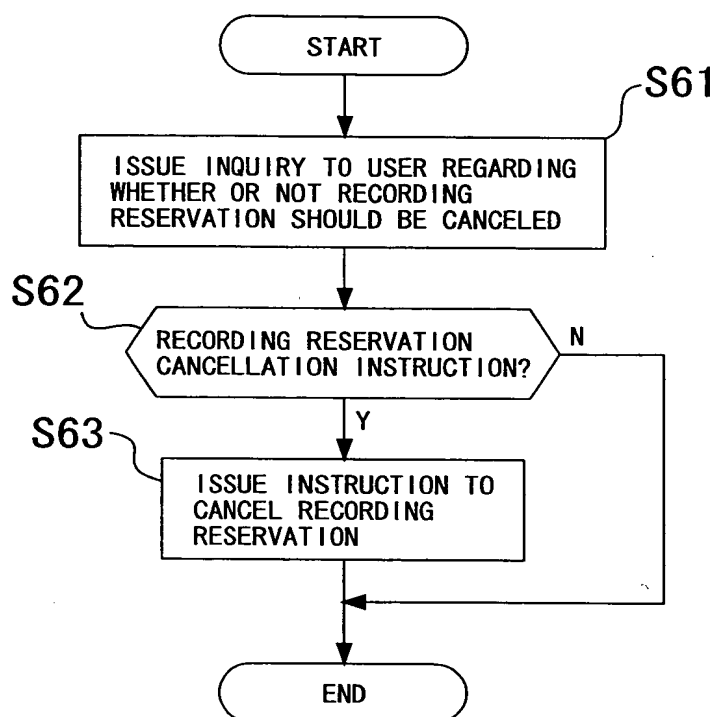 START
S61
ISSUE INQUIRY TO USER REGARDING
WHETHER OR NOT RECORDING
RESERVATION SHOULD BE CANCELED
S62
RECORDING RESERVATION
CANCELLATION INSTRUCTION?
N
Y
S63
ISSUE INSTRUCTION TO
CANCEL RECORDING
RESERVATION
END